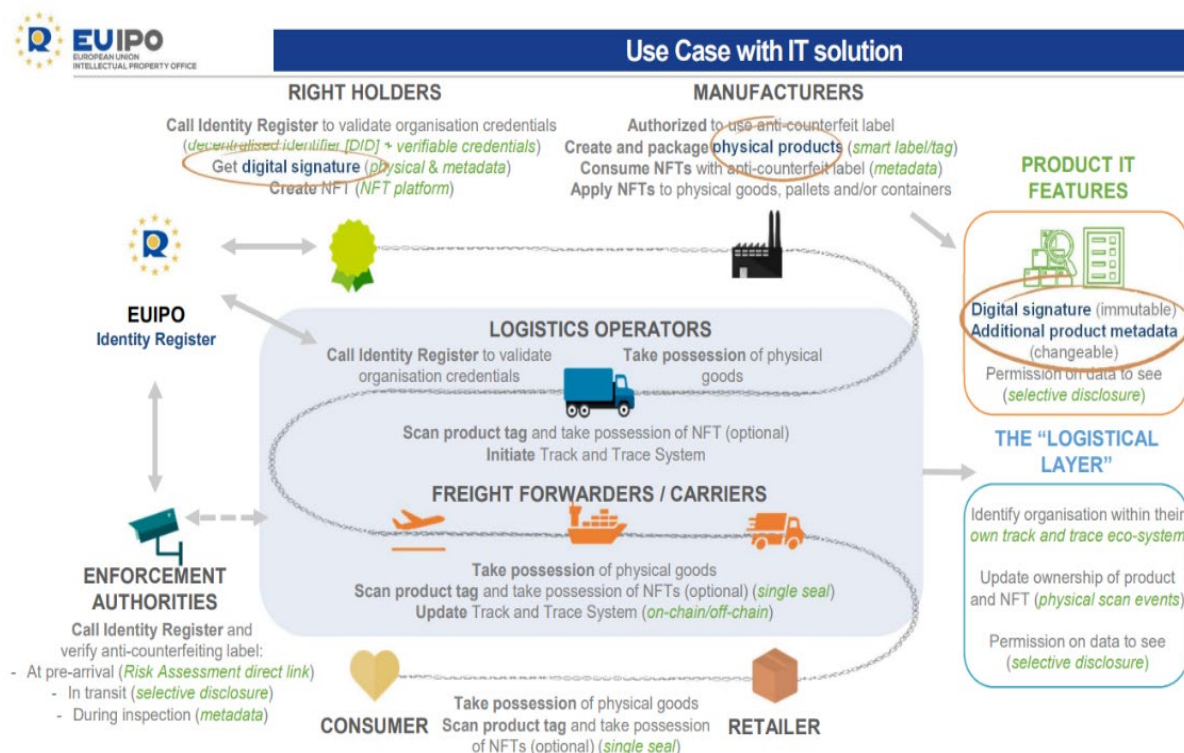 EUIPO
EUROPEAN UNION
INTELLECTUAL PROPERTY OFFICE
Use Case with IT solution
RIGHT HOLDERS
Call Identity Register to validate organisation credentials
(decentralised identifier [DID] + verifiable credentials)
Get digital signature (physical & metadata)
Create NFT (NFT platform)
MANUFACTURERS
Authorized to use anti-counterfeit label
Create and package physical products (smart label/tag)
Consume NFTs with anti-counterfeit label (metadata)
Apply NFTs to physical goods, pallets and/or containers
PRODUCT IT
FEATURES
Digital signature (immutable)
Additional product metadata
(changeable)
Permission on data to see
(selective disclosure)
EUIPO
Identity Register
LOGISTICS OPERATORS
Call Identity Register to validate
organisation credentials
Take possession of physical
goods
Scan product tag and take possession of NFT (optional)
Initiate Track and Trace System
THE “LOGISTICAL
LAYER”
Identify organisation within their
own track and trace eco-system
Update ownership of product
and NFT (physical scan events)
Permission on data to see
(selective disclosure)
FREIGHT FORWARDERS / CARRIERS
Take possession of physical goods
Scan product tag and take possession of NFTs (optional) (single seal)
Update Track and Trace System (on-chain/off-chain)
ENFORCEMENT
AUTHORITIES
Call Identity Register and
verify anti-counterfeiting label:
- At pre-arrival (Risk Assessment direct link)
- In transit (selective disclosure)
- During inspection (metadata)
CONSUMER
Take possession of physical goods
Scan product tag and take possession
of NFTs (optional) (single seal)
RETAILER